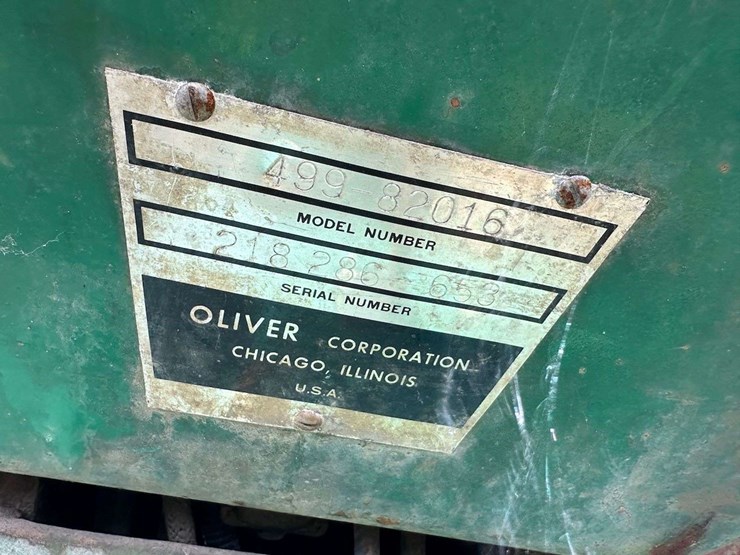 499-82016
MODEL NUMBER
218 286-653
SERIAL NUMBER
OLIVER CORPORATION
CHICAGO, ILLINOIS
U.S.A.